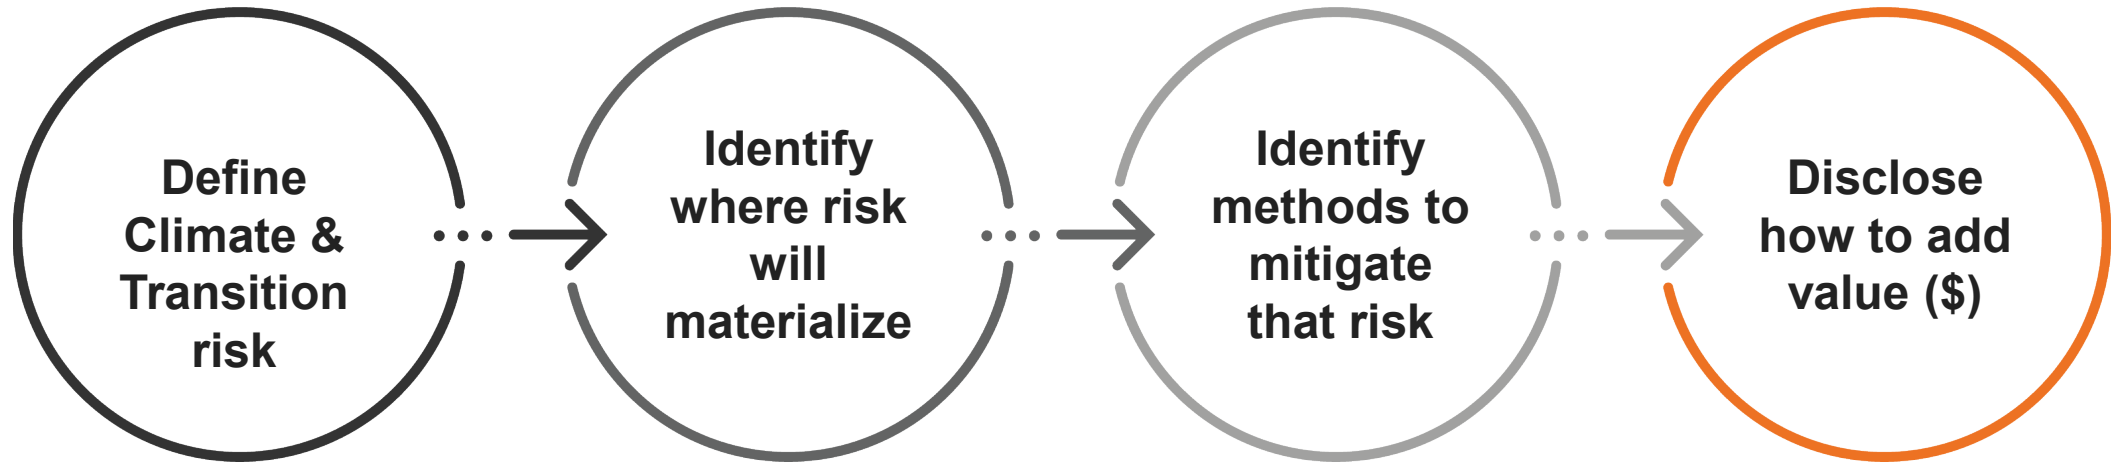 Define
Climate &
Transition
risk
Identify
where risk
will
materialize
Identify
methods to
mitigate
that risk
Disclose
how to add
value ($)